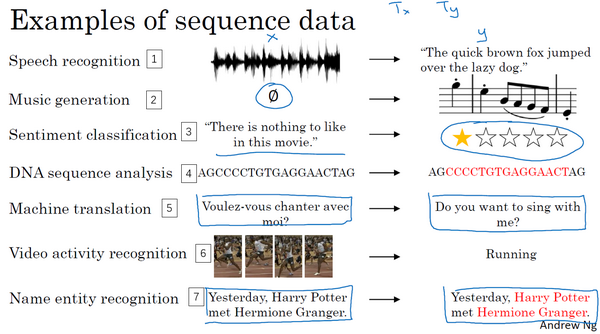 Examples of sequence data
Tx Ty
x y
Speech recognition 1 "The quick brown fox jumped
over the lazy dog."
Music generation 2 Ø
Sentiment classification 3 "There is nothing to like
in this movie."
DNA sequence analysis 4 AGCCCCTGTGAGGAACTAG AGCCCCTGTGAGGAACTAG
Machine translation 5 Voulez-vous chanter avec
moi?
Do you want to sing with
me?
Video activity recognition 6 Running
Name entity recognition 7 Yesterday, Harry Potter
met Hermione Granger.
Yesterday, Harry Potter
met Hermione Granger.
Andrew Ng